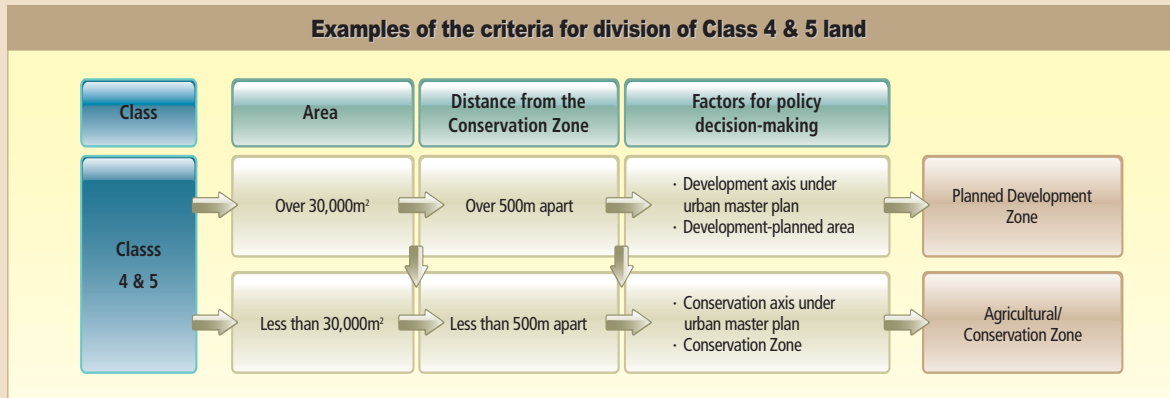 Examples of the criteria for division of Class 4 & 5 land
Class
Area
Distance from the
Conservation Zone
Factors for policy
decision-making
Classs
4 & 5
Over 30,000m²
Over 500m apart
· Development axis under
urban master plan
· Development-planned area
Planned Development
Zone
Less than 30,000m²
Less than 500m apart
· Conservation axis under
urban master plan
· Conservation Zone
Agricultural/
Conservation Zone